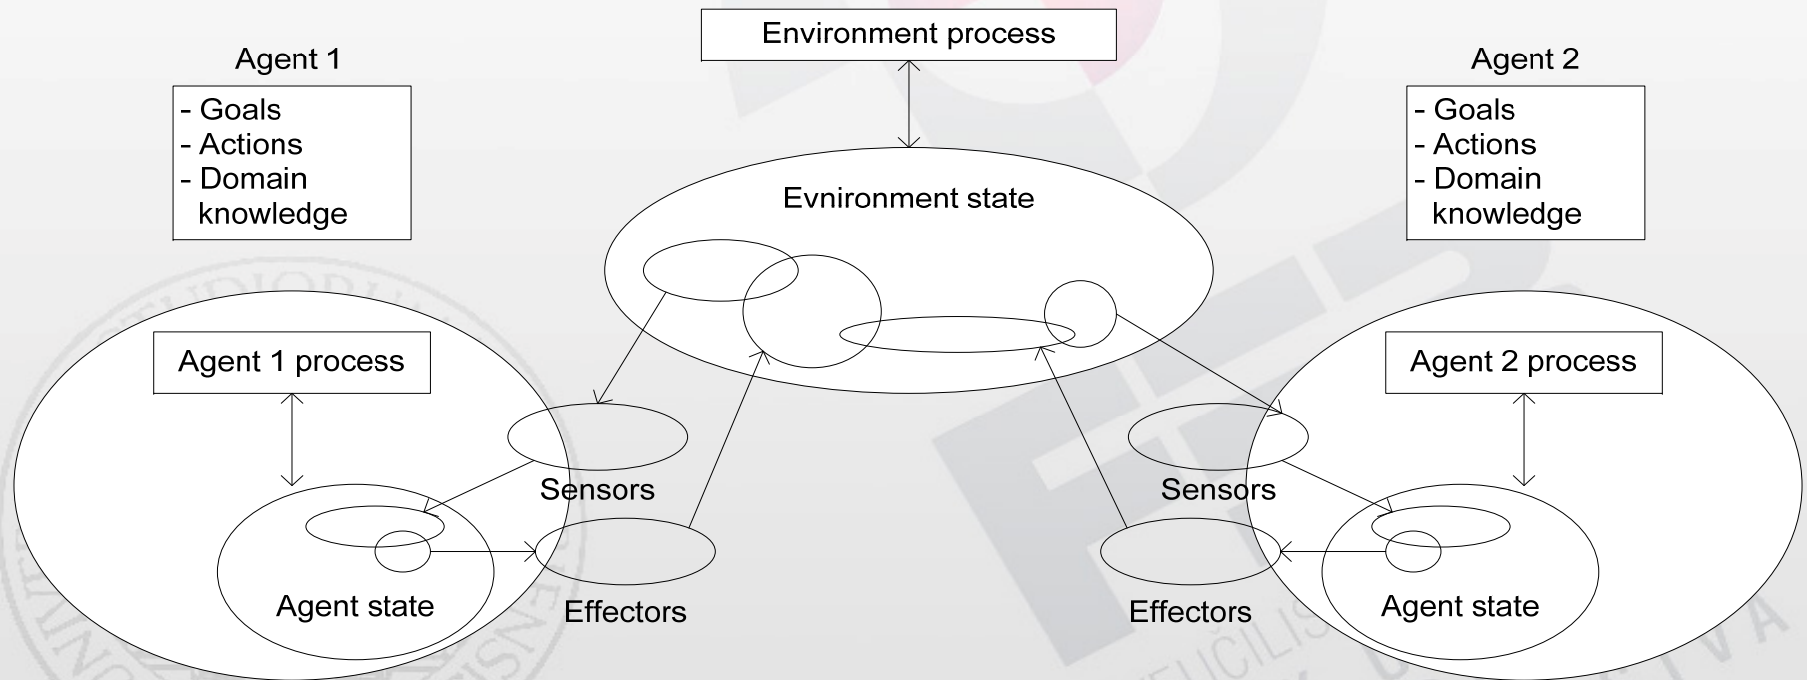 Environment process
Agent 1
- Goals
- Actions
- Domain
knowledge
Agent 2
- Goals
- Actions
- Domain
knowledge
Evnironment state
Agent 1 process
Agent 2 process
Sensors
Sensors
Agent state
Effectors
Effectors
Agent state